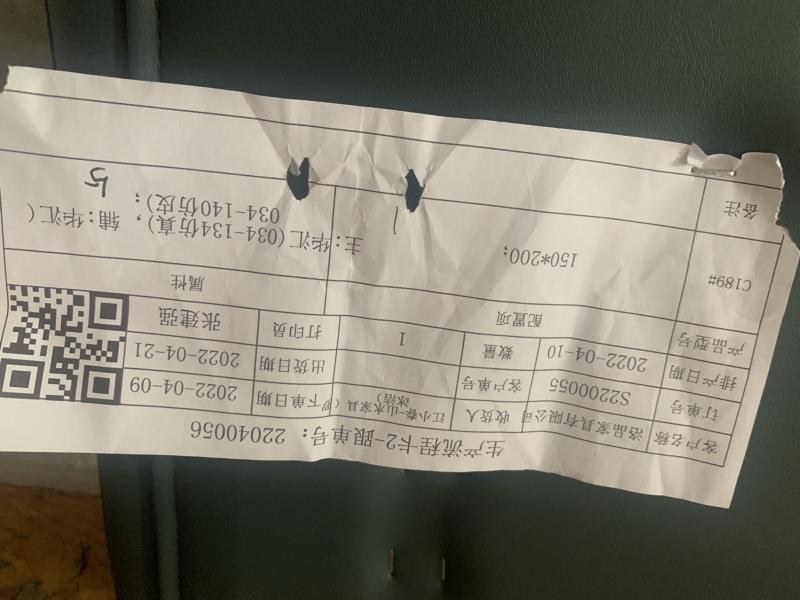 生产流程卡2-跟单号: 22040056
客户名称 洛品家具有限公司 收货人 江小春-山水家具(罗 下单日期 2022-04-09
订单号 S2200055 客户单号 出货日期 2022-04-21
排产日期 2022-04-10 数量 1 打印员 张建强
产品型号 配置项 属性
C189# 150*200; 主:华汇(034-134仿真), 辅:华汇(
034-140仿皮);
备注
5